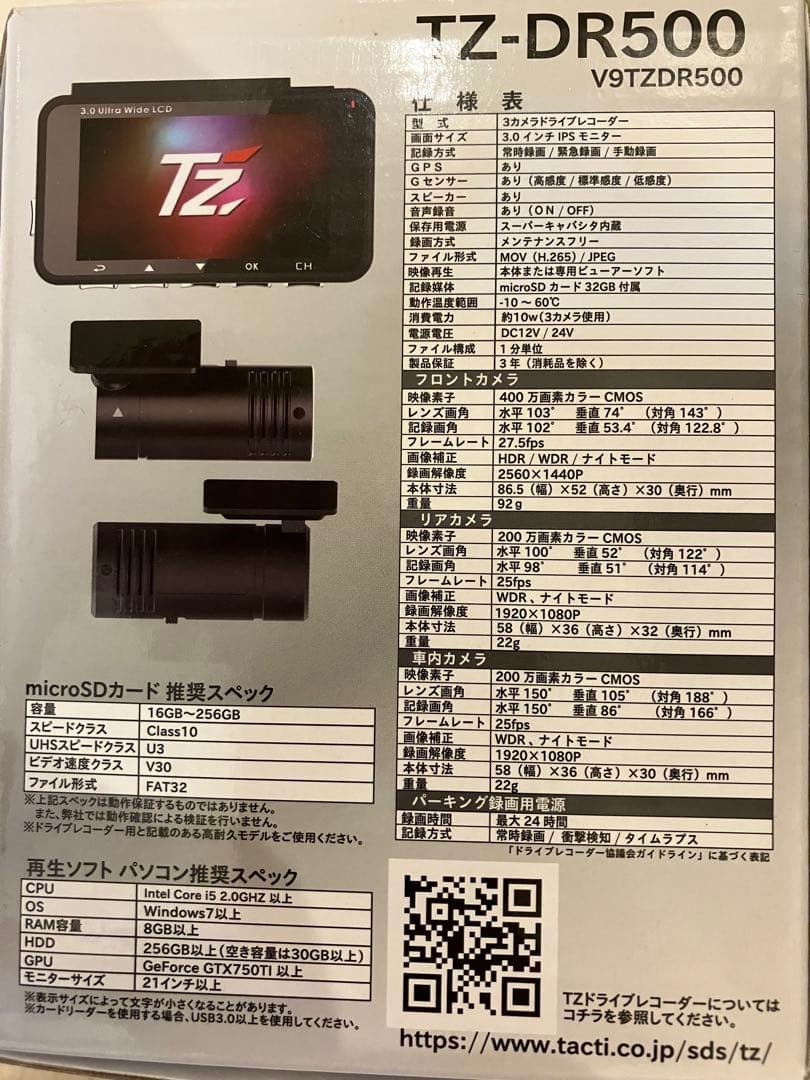 TZ-DR500
V9TZDR500
3.0 Ultra Wide LCD
TZ
OK CH
仕様表
型式 3カメラドライブレコーダー
画面サイズ 3.0 インチ IPS モニター
記録方式 常時録画 / 緊急録画 / 手動録画
GPS あり
Gセンサー あり（高感度 / 標準感度 / 低感度）
スピーカー あり
音声録音 あり（ON / OFF）
保存用電源 スーパーキャパシタ内蔵
録画方式 メンテナンスフリー
ファイル形式 MOV（H.265）/ JPEG
映像再生 本体または専用ビューアーソフト
記録媒体 microSD カード 32GB 付属
動作温度範囲 -10 ～ 60℃
消費電力 約10w（3カメラ使用）
電源電圧 DC12V / 24V
ファイル構成 1 分単位
製品保証 3 年（消耗品を除く）
フロントカメラ
映像素子 400 万画素カラー CMOS
レンズ画角 水平 103° 垂直 74°（対角 143°）
記録画角 水平 102° 垂直 53.4°（対角 122.8°）
フレームレート 27.5fps
画像補正 HDR / WDR / ナイトモード
録画解像度 2560×1440P
本体寸法 86.5（幅）×52（高さ）×30（奥行）mm
重量 92g
リアカメラ
映像素子 200 万画素カラー CMOS
レンズ画角 水平 100° 垂直 52°（対角 122°）
記録画角 水平 98° 垂直 51°（対角 114°）
フレームレート 25fps
画像補正 WDR、ナイトモード
録画解像度 1920×1080P
本体寸法 58（幅）×36（高さ）×32（奥行）mm
重量 22g
車内カメラ
映像素子 200 万画素カラー CMOS
レンズ画角 水平 150° 垂直 105°（対角 188°）
記録画角 水平 150° 垂直 86°（対角 166°）
フレームレート 25fps
画像補正 WDR、ナイトモード
録画解像度 1920×1080P
本体寸法 58（幅）×36（高さ）×30（奥行）mm
重量 22g
パーキング録画用電源
録画時間 最大 24 時間
記録方式 常時録画 / 衝撃検知 / タイムラプス
「ドライブレコーダー協議会ガイドライン」に基づく表記
microSDカード 推奨スペック
容量 16GB～256GB
スピードクラス Class10
UHSスピードクラス U3
ビデオ速度クラス V30
ファイル形式 FAT32
※上記スペックは動作保証するものではありません。
また、弊社では動作確認による検証を行いません。
※ドライブレコーダー用と記載のある高耐久モデルをご使用ください。
再生ソフト パソコン推奨スペック
CPU Intel Core i5 2.0GHZ 以上
OS Windows7以上
RAM容量 8GB以上
HDD 256GB以上（空き容量は30GB以上）
GPU GeForce GTX750TI 以上
モニターサイズ 21インチ以上
※表示サイズによって文字が小さくなることがあります。
※カードリーダーを使用する場合、USB3.0以上を使用してください。
TZドライブレコーダーについては
コチラを参照してください。
https://www.tacti.co.jp/sds/tz/